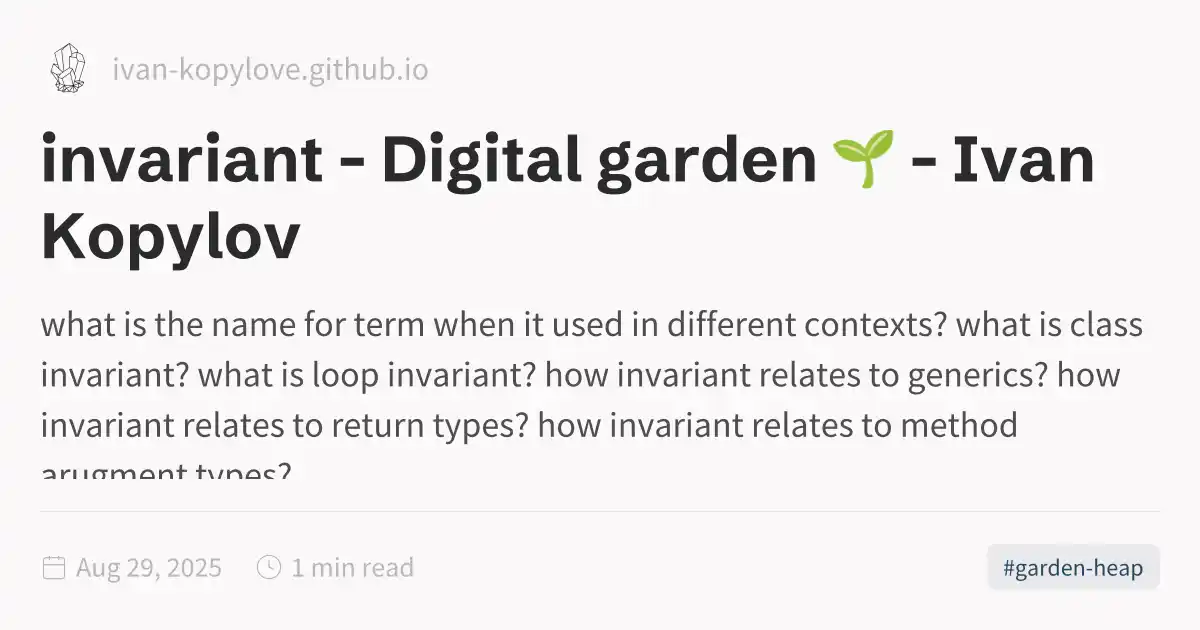 ivan-kopylove.github.io
invariant - Digital garden 🌱 - Ivan
Kopylov
what is the name for term when it used in different contexts? what is class
invariant? what is loop invariant? how invariant relates to generics? how
invariant relates to return types? how invariant relates to method
arugment types?
Aug 29, 2025
1 min read
#garden-heap